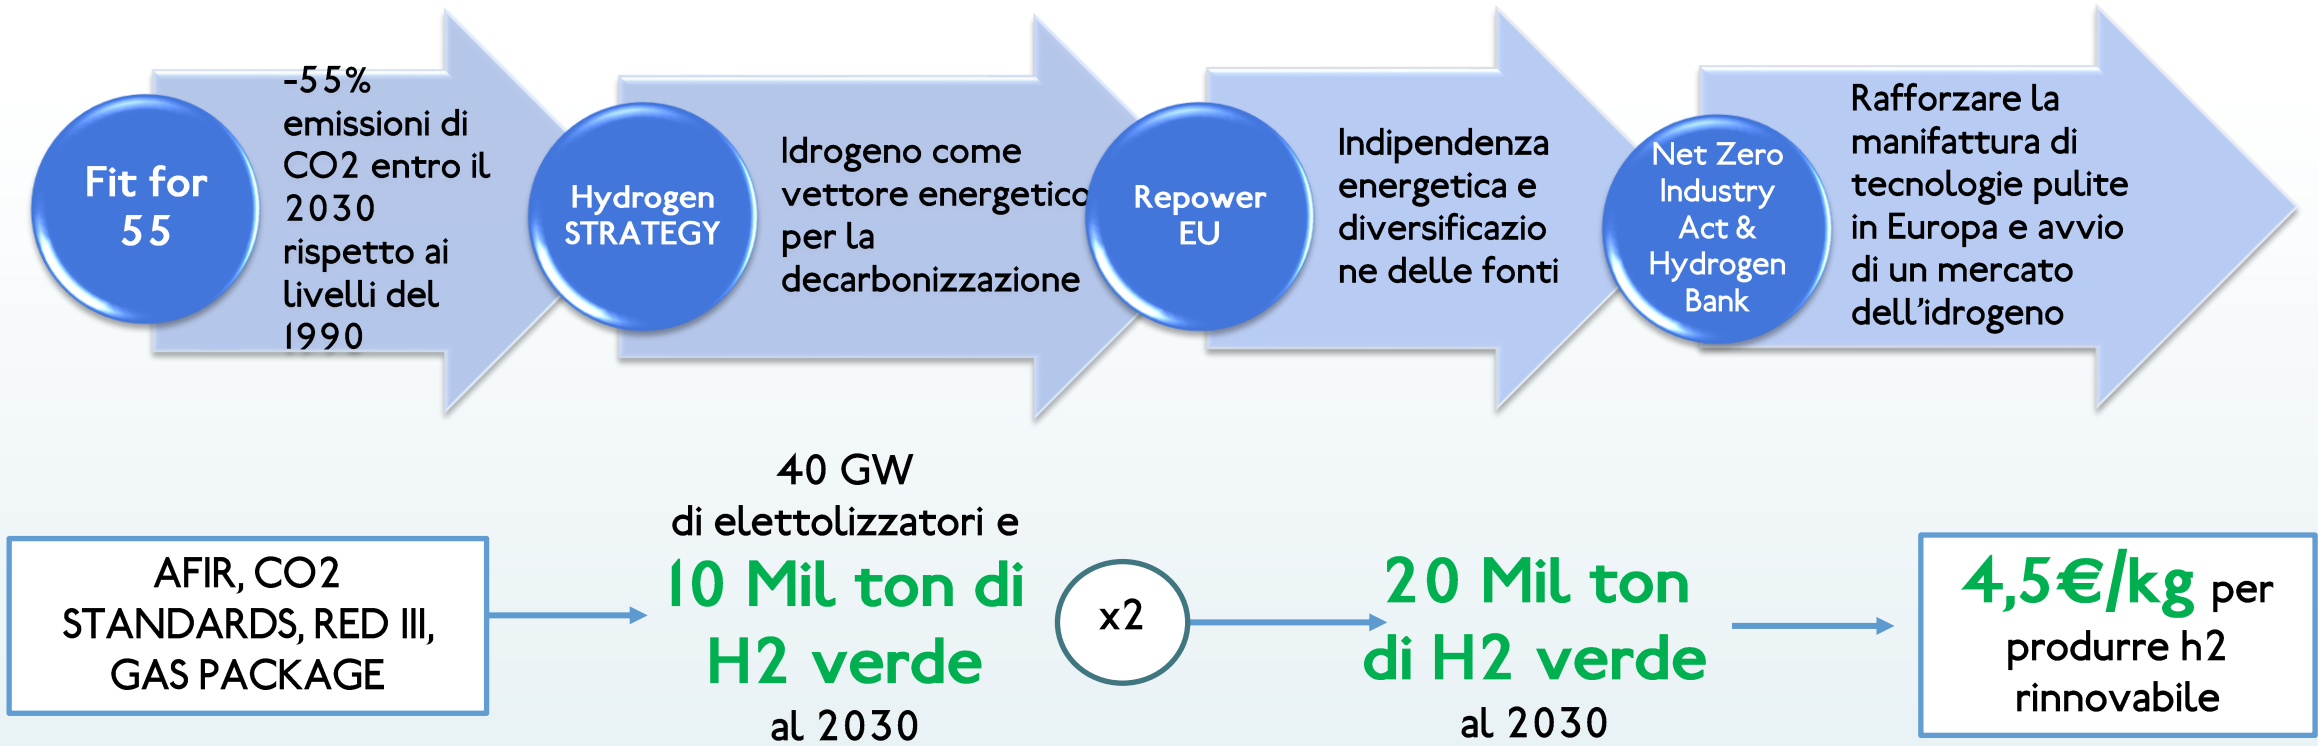 Fit for
55
-55%
emissioni di
CO2 entro il
2030
rispetto ai
livelli del
1990
Hydrogen
STRATEGY
Idrogeno come
vettore energetico
per la
decarbonizzazione
Repower
EU
Indipendenza
energetica e
diversificazio
ne delle fonti
Net Zero
Industry
Act &
Hydrogen
Bank
Rafforzare la
manifattura di
tecnologie pulite
in Europa e avvio
di un mercato
dell’idrogeno
AFIR, CO2
STANDARDS, RED III,
GAS PACKAGE
40 GW
di elettolizzatori e
10 Mil ton di
H2 verde
al 2030
x2
20 Mil ton
di H2 verde
al 2030
4,5€/kg per
produrre h2
rinnovabile